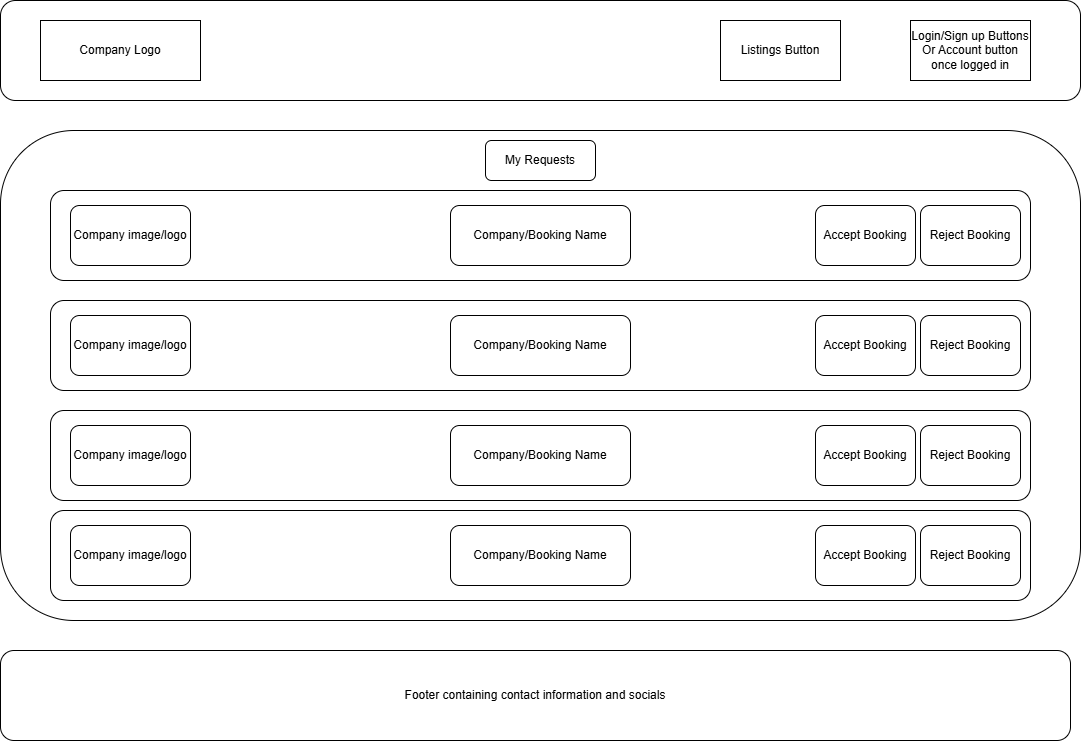 Company Logo
Listings Button
Login/Sign up Buttons
Or Account button
once logged in
My Requests
Company image/logo
Company/Booking Name
Accept Booking
Reject Booking
Company image/logo
Company/Booking Name
Accept Booking
Reject Booking
Company image/logo
Company/Booking Name
Accept Booking
Reject Booking
Company image/logo
Company/Booking Name
Accept Booking
Reject Booking
Footer containing contact information and socials